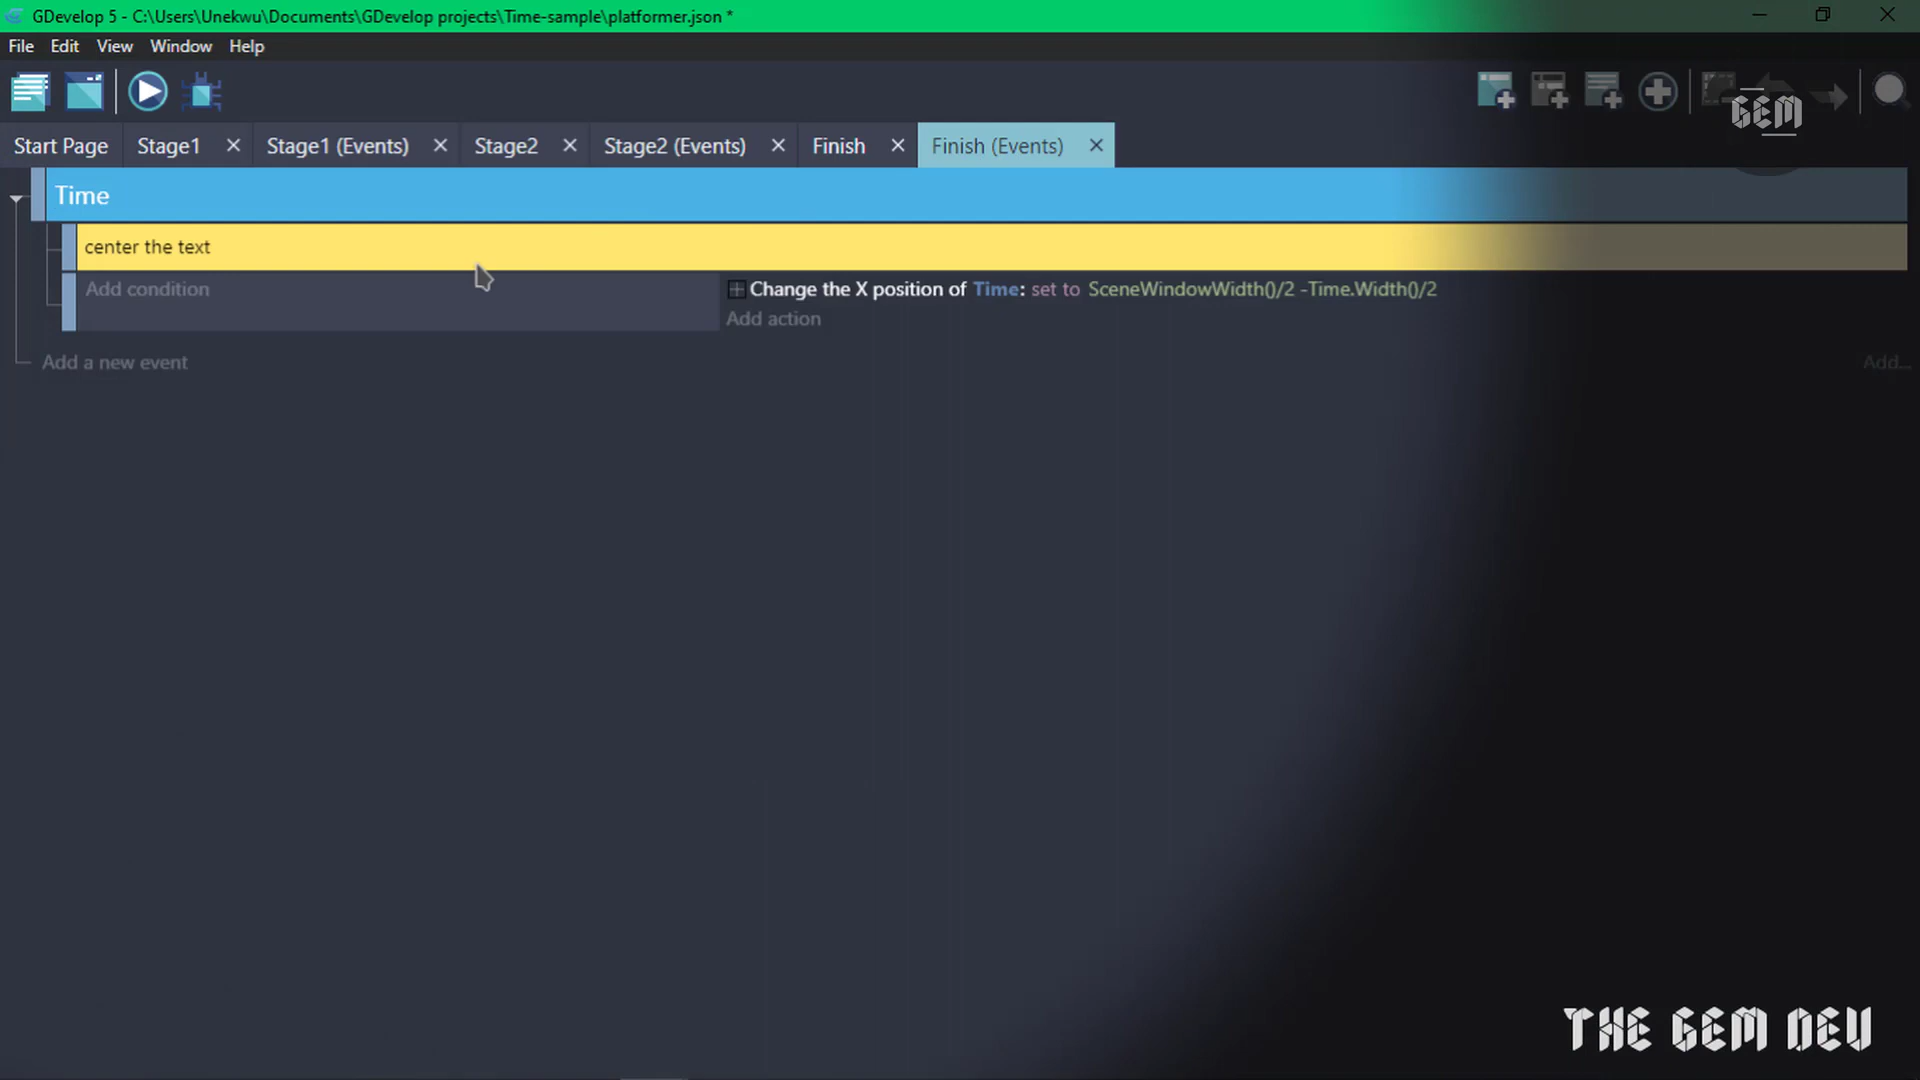 GDevelop 5 - C:\Users\Unekwu\Documents\GDevelop projects\Time-sample\platformer.json *
File Edit View Window Help
GEM
Start Page Stage1 Stage1 (Events) Stage2 Stage2 (Events) Finish Finish (Events)
Time
center the text
Add condition Change the X position of Time: set to SceneWindowWidth()/2 -Time.Width()/2
Add action
Add a new event Add...
THE GEM DEV